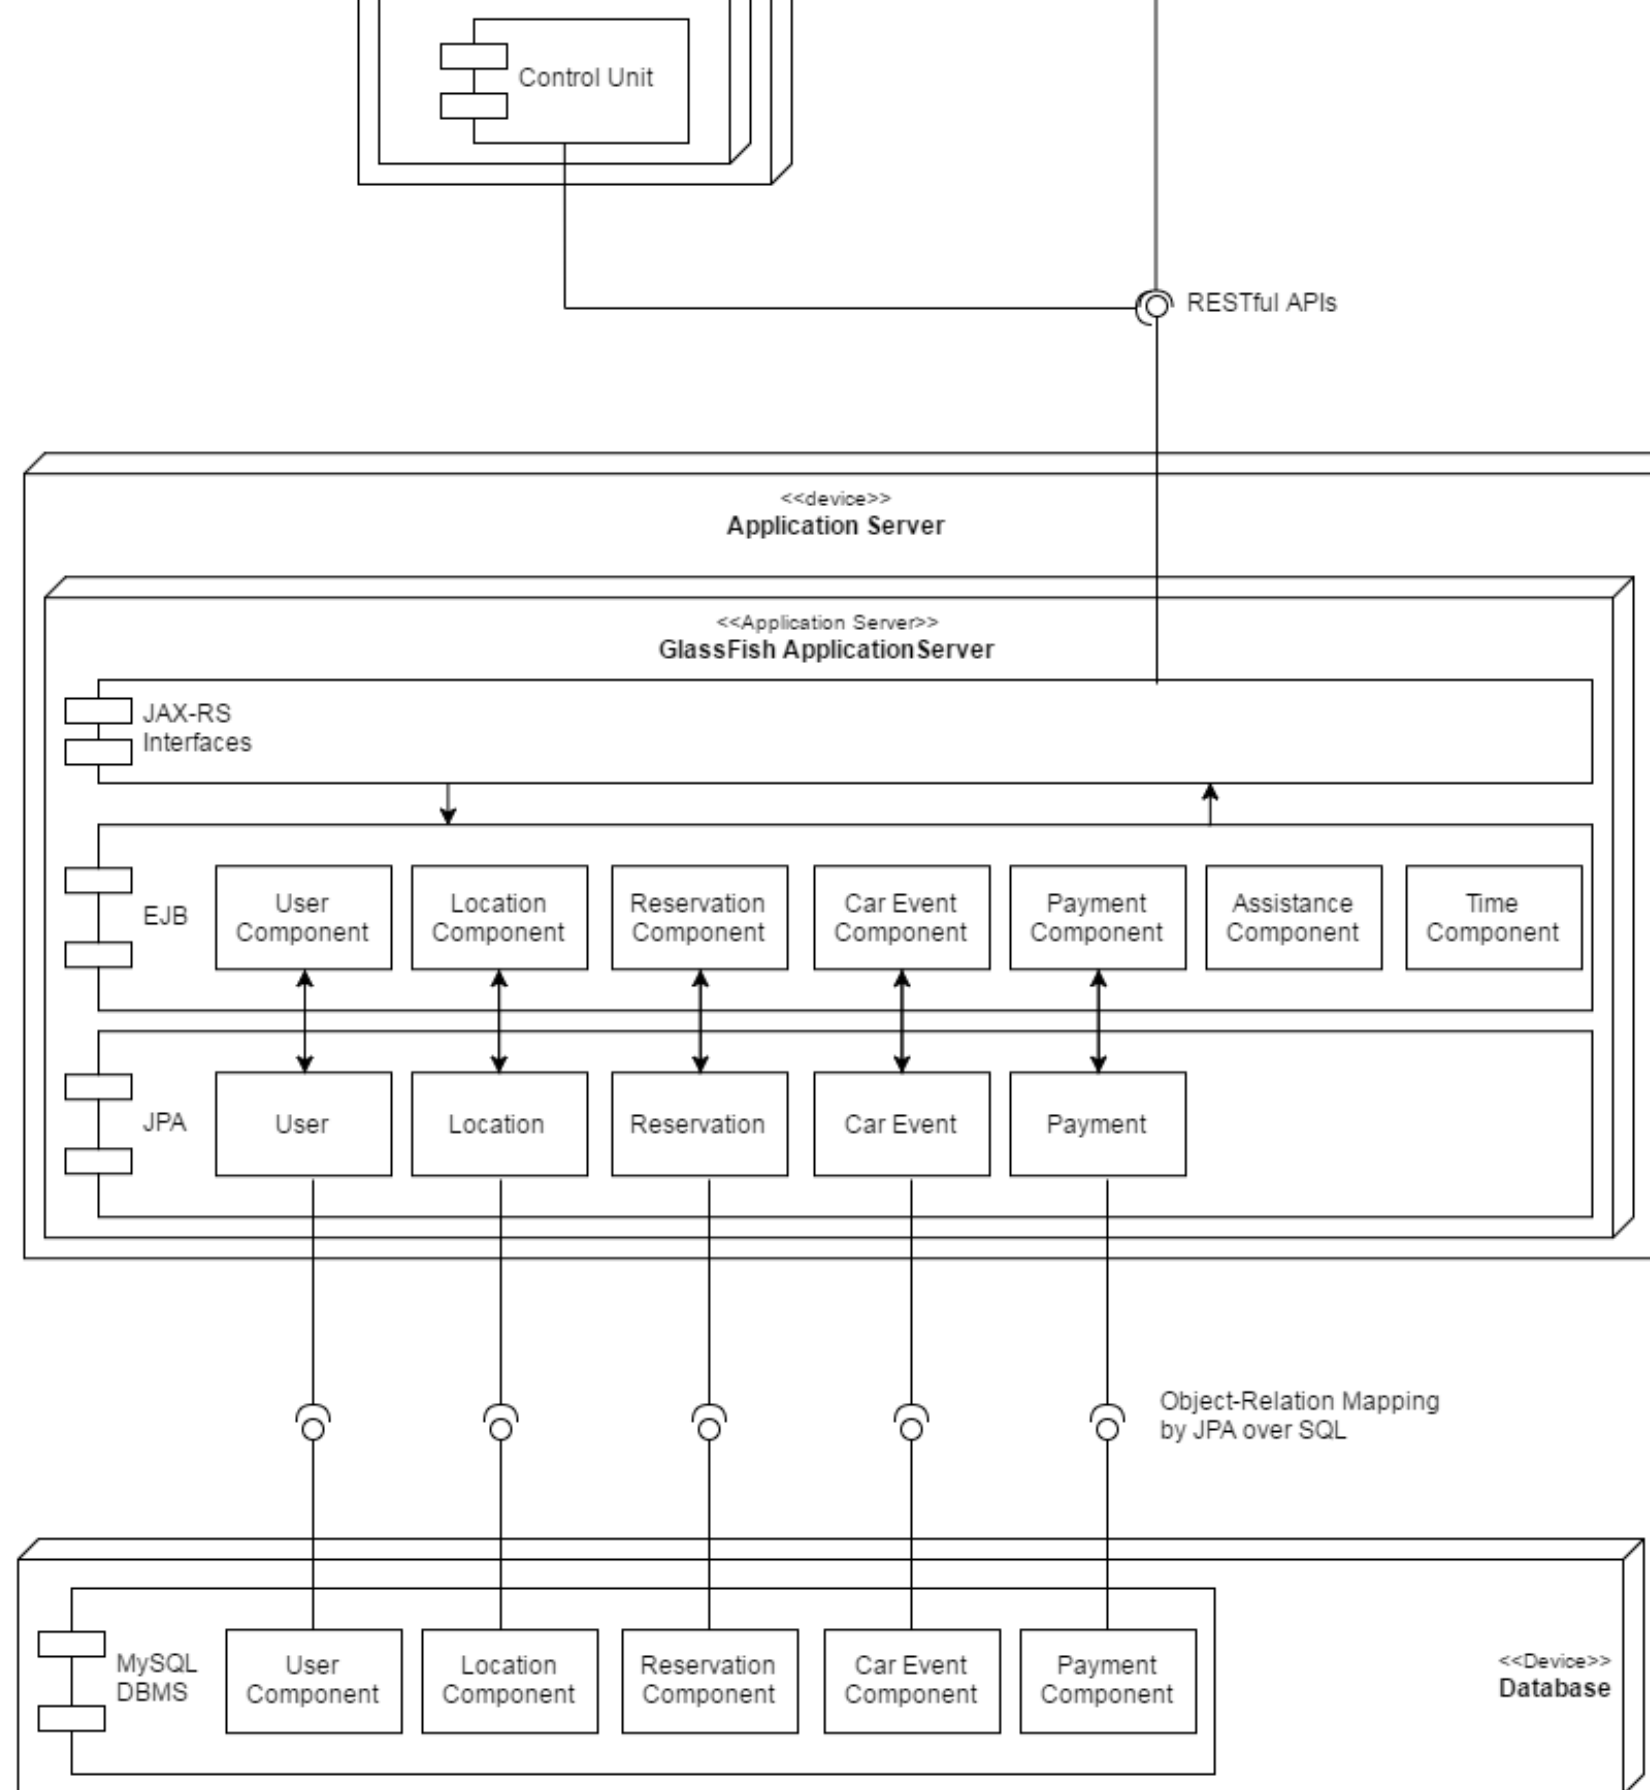 Control Unit
RESTful APIs
<<device>>
Application Server
<<Application Server>>
GlassFish ApplicationServer
JAX-RS
Interfaces
EJB
User
Component
Location
Component
Reservation
Component
Car Event
Component
Payment
Component
Assistance
Component
Time
Component
JPA
User
Location
Reservation
Car Event
Payment
Object-Relation Mapping
by JPA over SQL
MySQL
DBMS
User
Component
Location
Component
Reservation
Component
Car Event
Component
Payment
Component
<<Device>>
Database